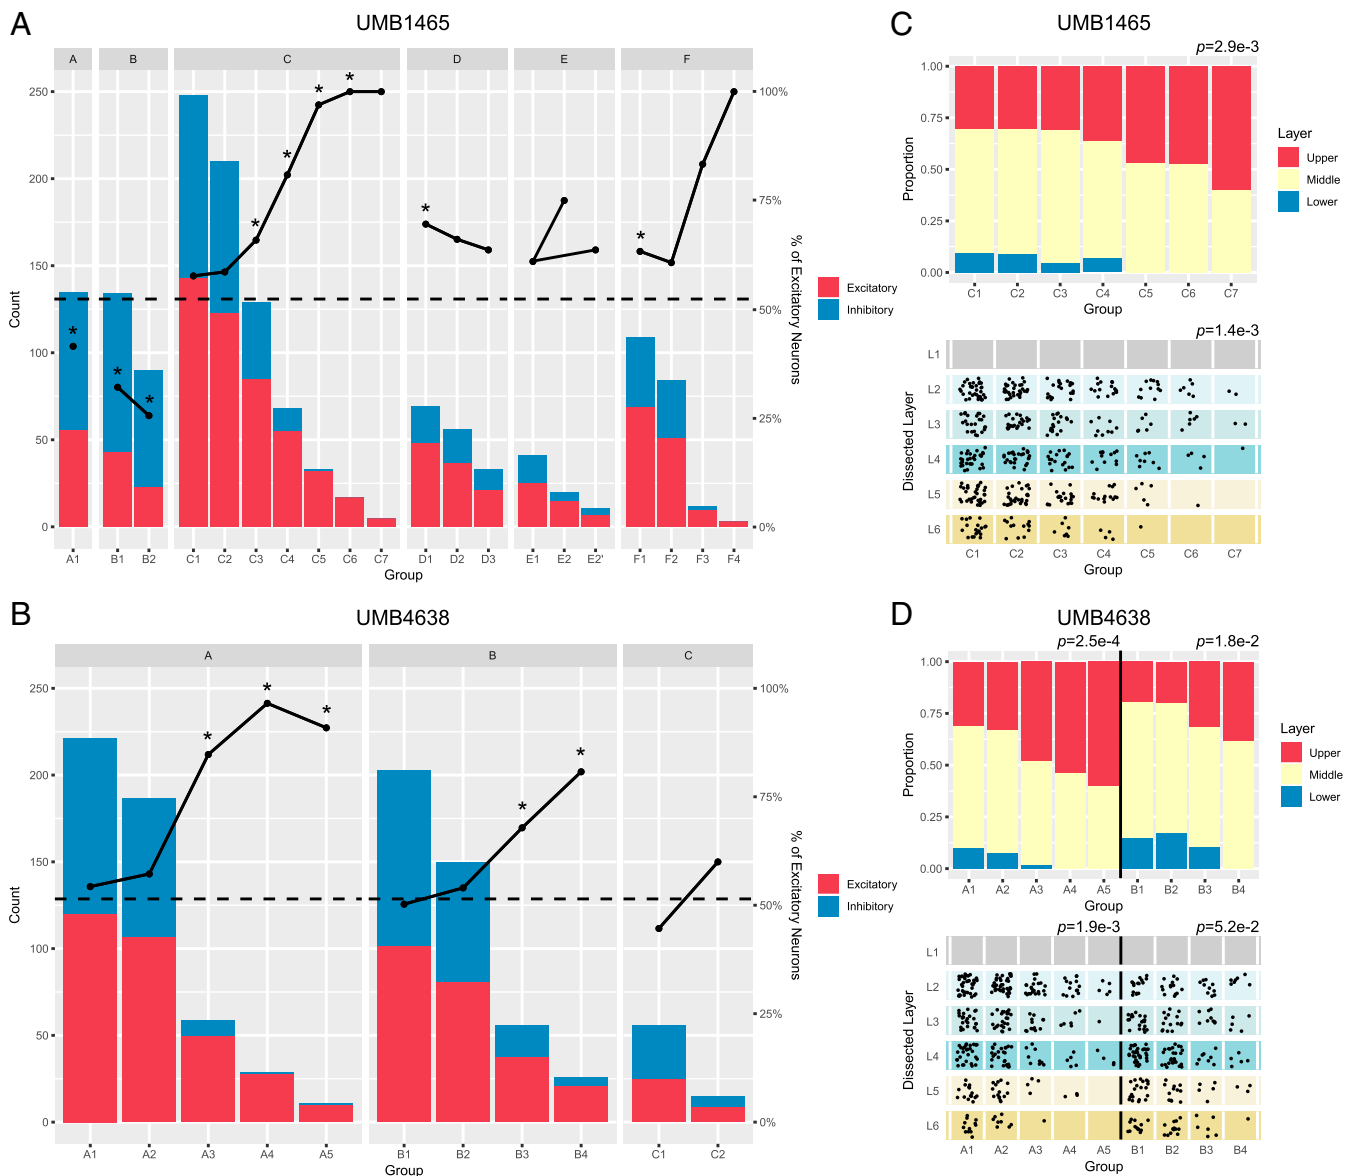 A
UMB1465
A B C D E F
250
200
150
100
50
0
Count
100%
75%
50%
25%
0%
% of Excitatory Neurons
* * * * * * * * * *
A1 B1 B2 C1 C2 C3 C4 C5 C6 C7 D1 D2 D3 E1 E2 E2' F1 F2 F3 F4
Group
Excitatory
Inhibitory
B
UMB4638
A B C
250
200
150
100
50
0
Count
100%
75%
50%
25%
0%
% of Excitatory Neurons
* * * * *
A1 A2 A3 A4 A5 B1 B2 B3 B4 C1 C2
Group
Excitatory
Inhibitory
C
UMB1465
p=2.9e-3
1.00
0.75
0.50
0.25
0.00
Proportion
C1 C2 C3 C4 C5 C6 C7
Group
Layer
Upper
Middle
Lower
p=1.4e-3
L1
L2
L3
L4
L5
L6
Dissected Layer
C1 C2 C3 C4 C5 C6 C7
Group
D
UMB4638
p=2.5e-4 p=1.8e-2
1.00
0.75
0.50
0.25
0.00
Proportion
A1 A2 A3 A4 A5 B1 B2 B3 B4
Group
Layer
Upper
Middle
Lower
p=1.9e-3 p=5.2e-2
L1
L2
L3
L4
L5
L6
Dissected Layer
A1 A2 A3 A4 A5 B1 B2 B3 B4
Group